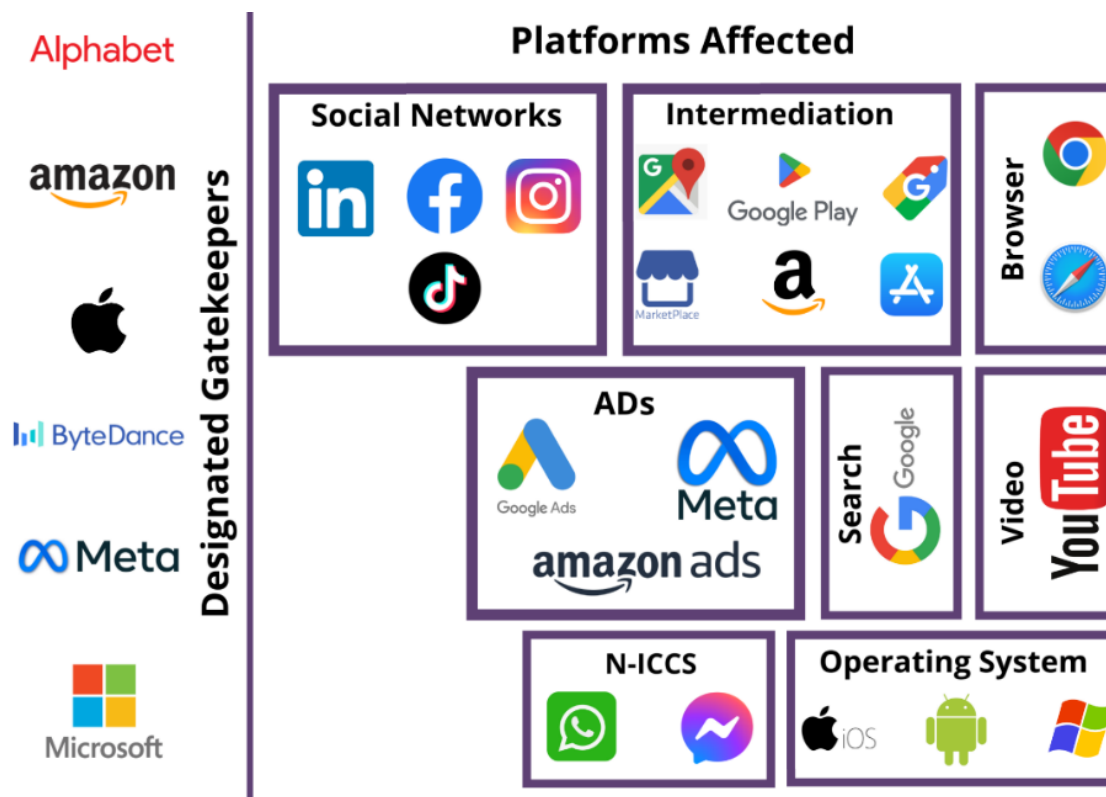 Alphabet
amazon
ByteDance
Meta
Microsoft
Designated Gatekeepers
Platforms Affected
Social Networks
in
Intermediation
G
Google Play
G
MarketPlace
a
Browser
ADs
Google Ads
Meta
amazon ads
Search
G Google
Video
YouTube
N-ICCS
Operating System
iOS